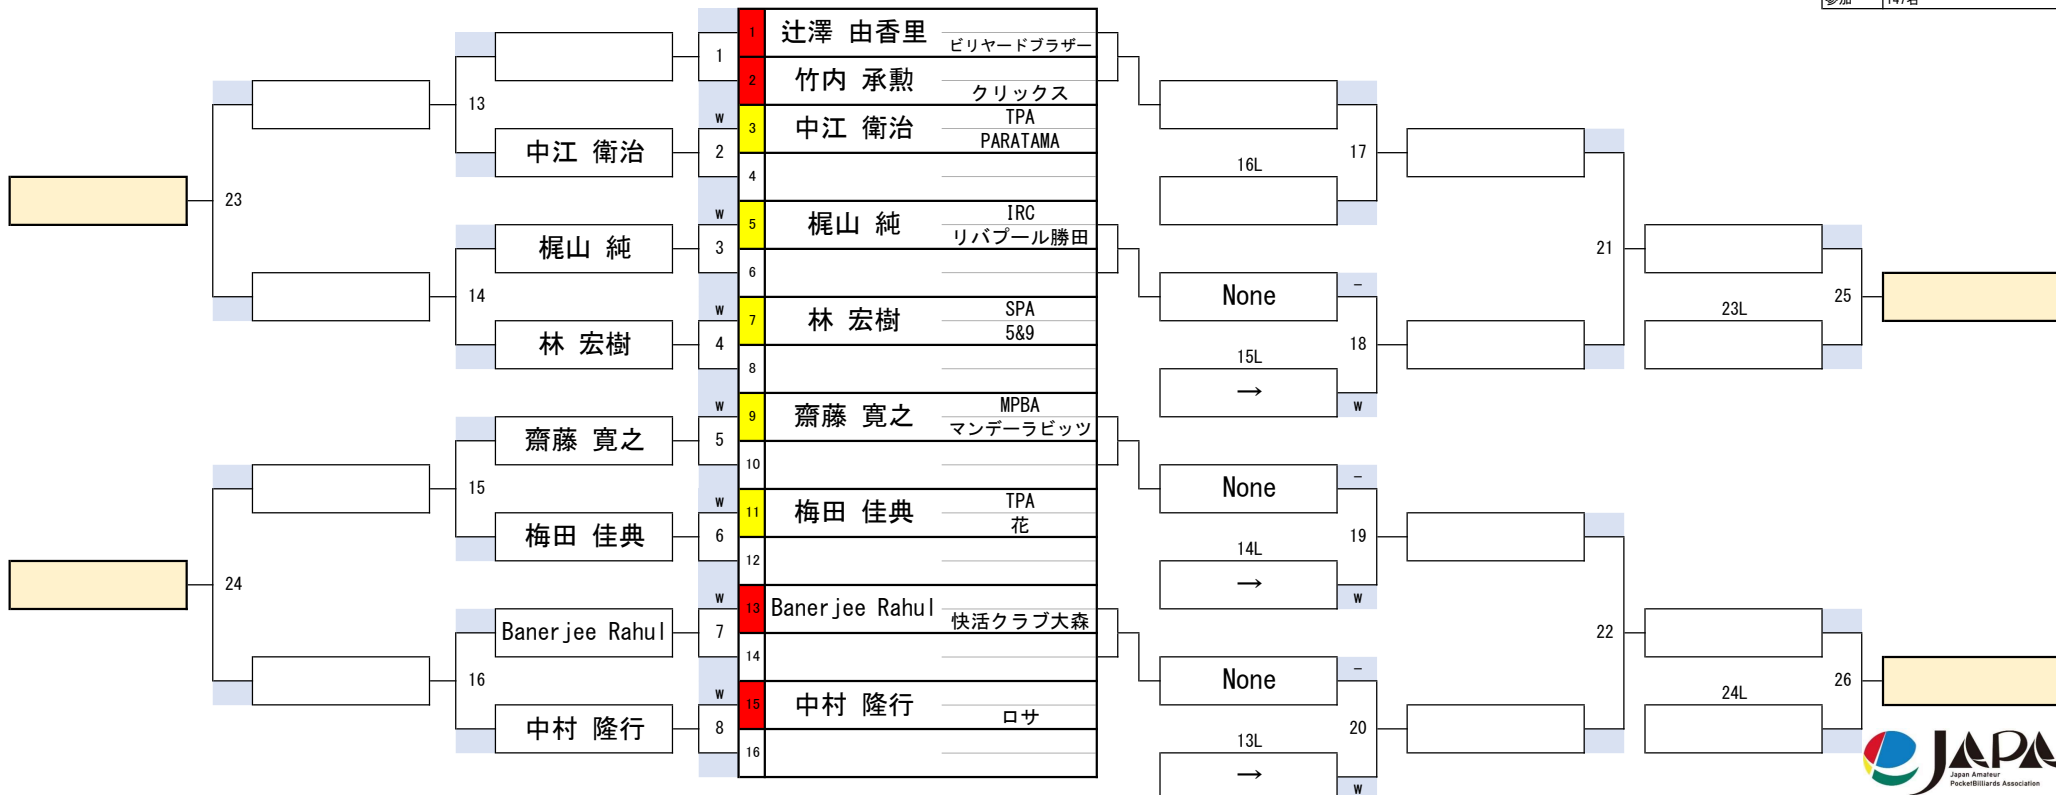 参加 147名
1 辻澤 由香里 ビリヤードブラザー
1
2 竹内 承勲 クリックス
13
W 3 中江 衛治 TPA
PARATAMA
中江 衛治 2
4
17
16L
23
W 5 梶山 純 IRC
リバプール勝田
梶山 純 3
6
21
14
None -
25
W 7 林 宏樹 SPA
5&9
林 宏樹 4
8
23L
18
15L
→ W
W 9 齋藤 寛之 MPBA
マンデーラビッツ
齋藤 寛之 5
10
15
None -
W 11 梅田 佳典 TPA
花
梅田 佳典 6
12
19
14L
→ W
24
W 13 Banerjee Rahul 快活クラブ大森
Banerjee Rahul 7
14
22
16
None -
26
W 15 中村 隆行 ロサ
中村 隆行 8
16
24L
20
13L
→ W
JAPA
Japan Amateur
PocketBilliards Association